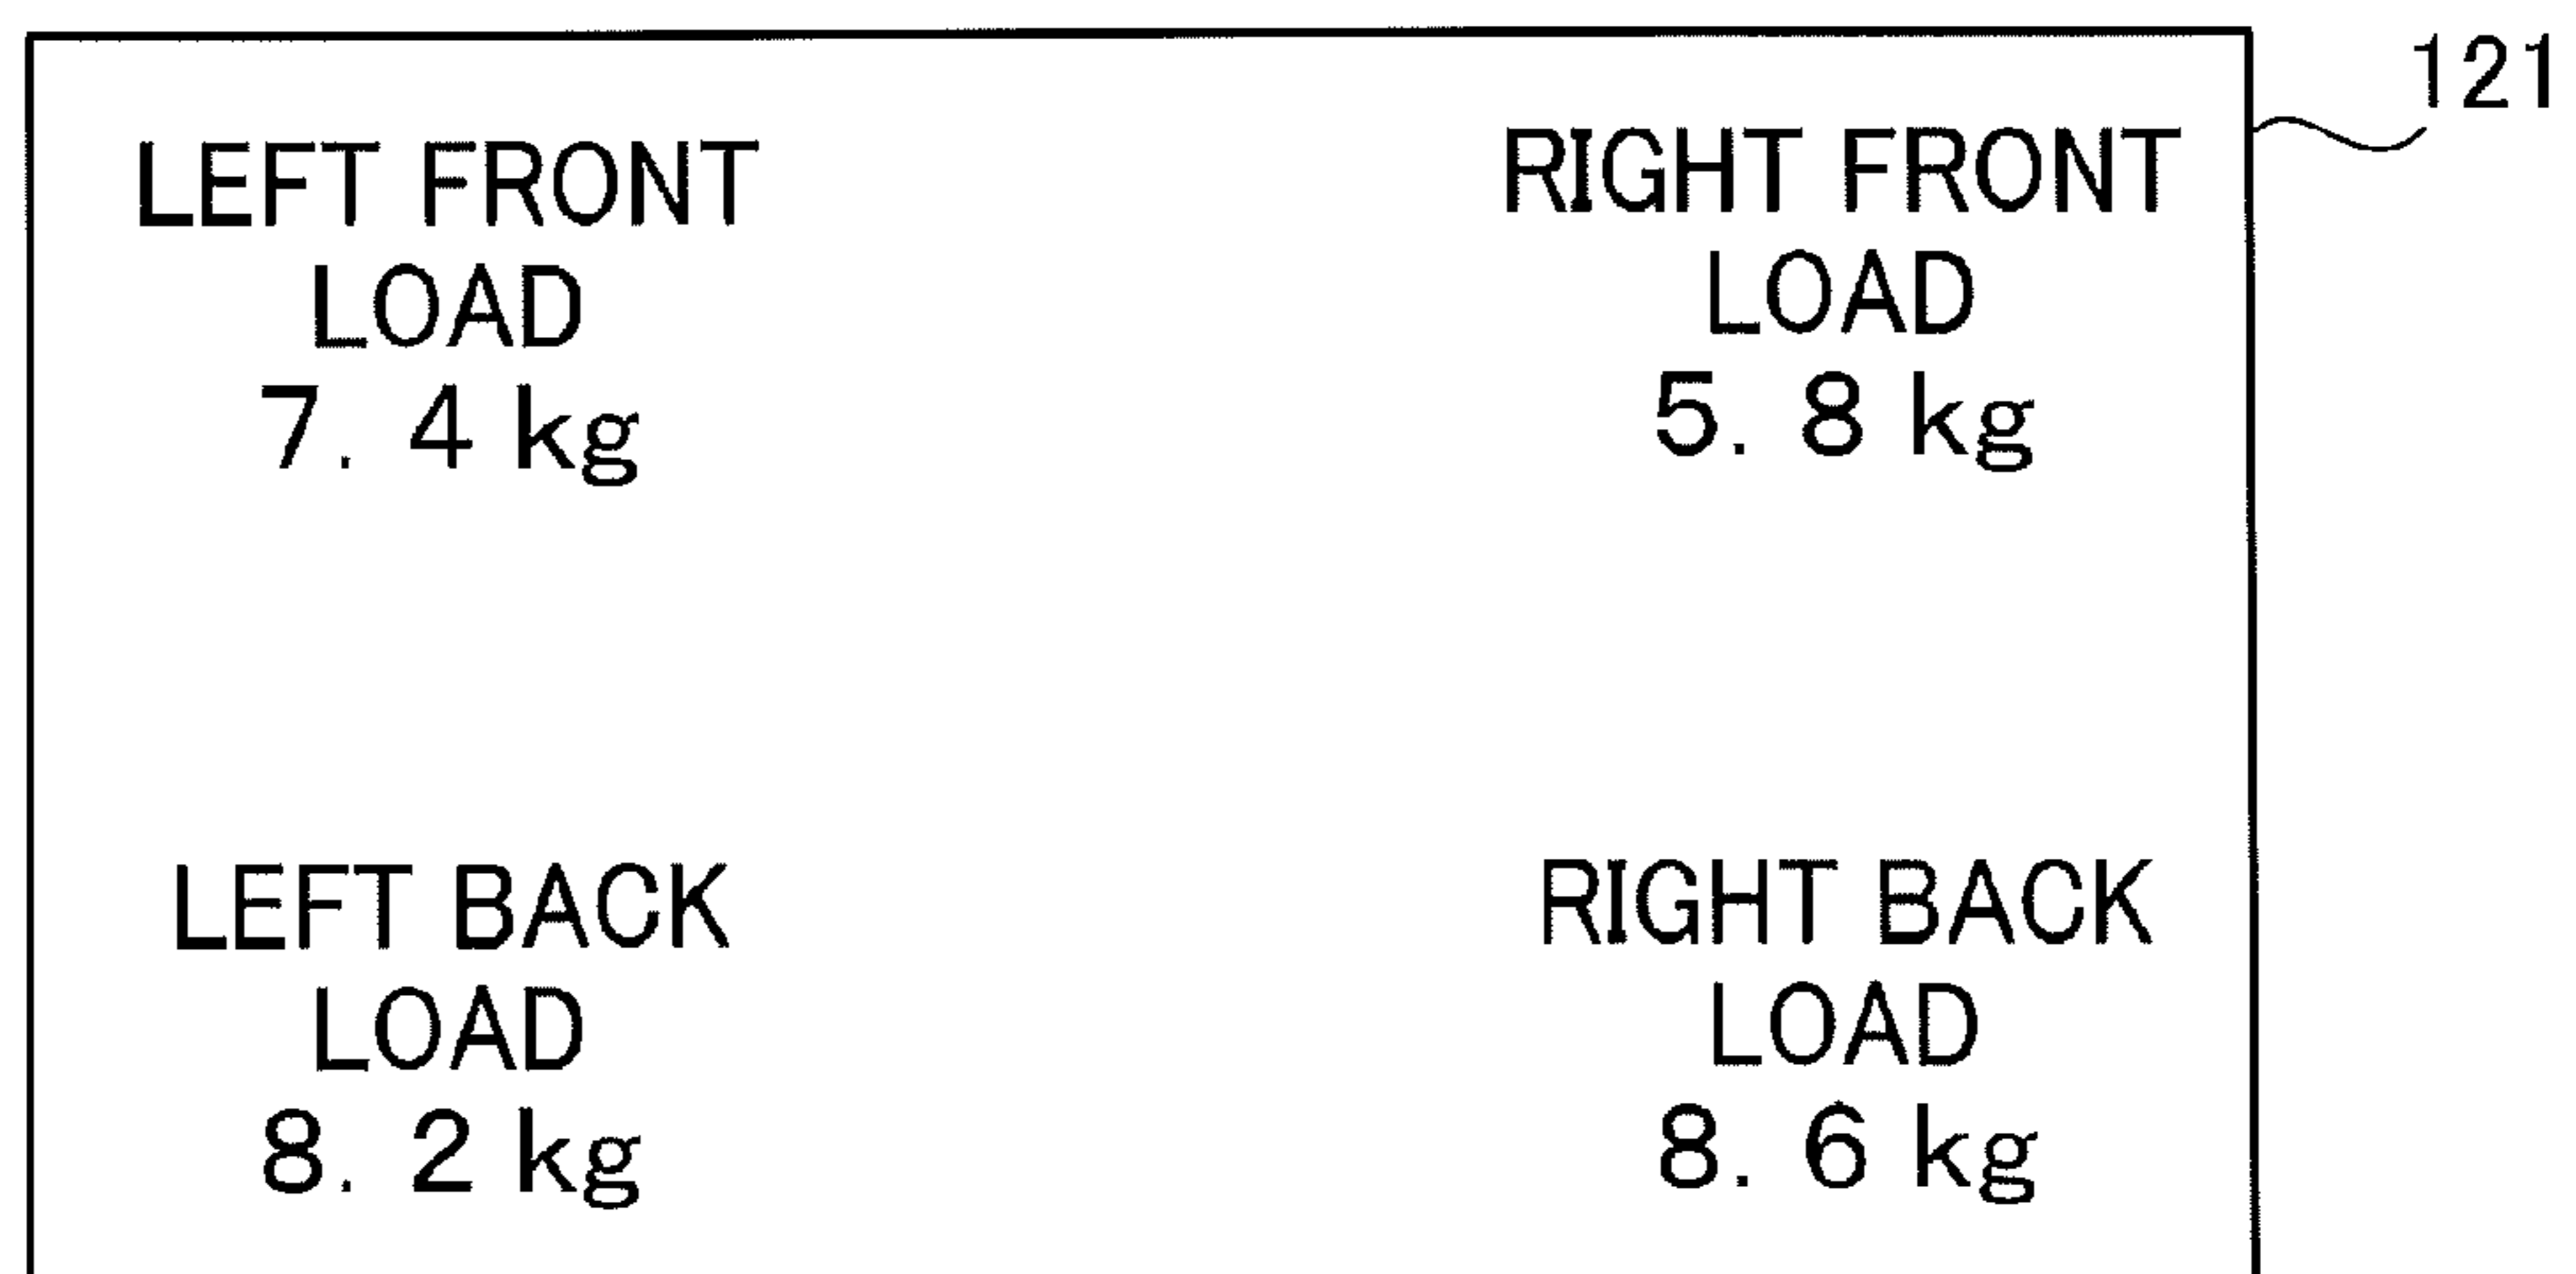 121
LEFT FRONT
LOAD
7. 4 kg
RIGHT FRONT
LOAD
5. 8 kg
LEFT BACK
LOAD
8. 2 kg
RIGHT BACK
LOAD
8. 6 kg